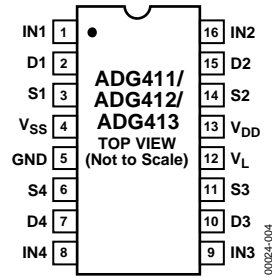 IN1 1 16 IN2
D1 2 15 D2
S1 3 14 S2
VSS 4 13 VDD
GND 5 12 VL
S4 6 11 S3
D4 7 10 D3
IN4 8 9 IN3
ADG411/
ADG412/
ADG413
TOP VIEW
(Not to Scale)
00024-004